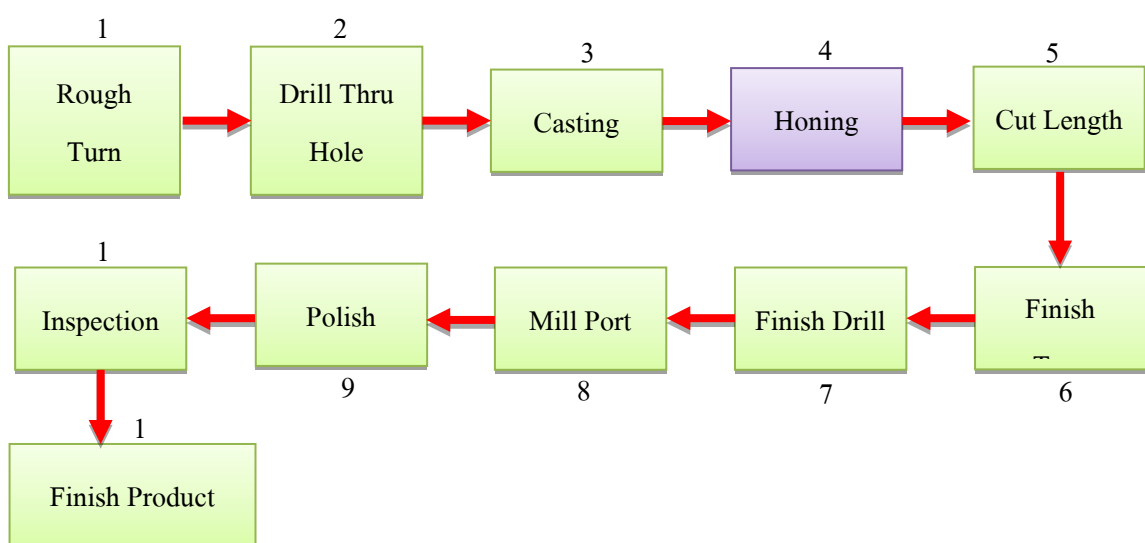 1
Rough
Turn
2
Drill Thru
Hole
3
Casting
4
Honing
5
Cut Length
Finish
6
Finish Drill
7
Mill Port
8
Polish
9
1
Inspection
1
Finish Product